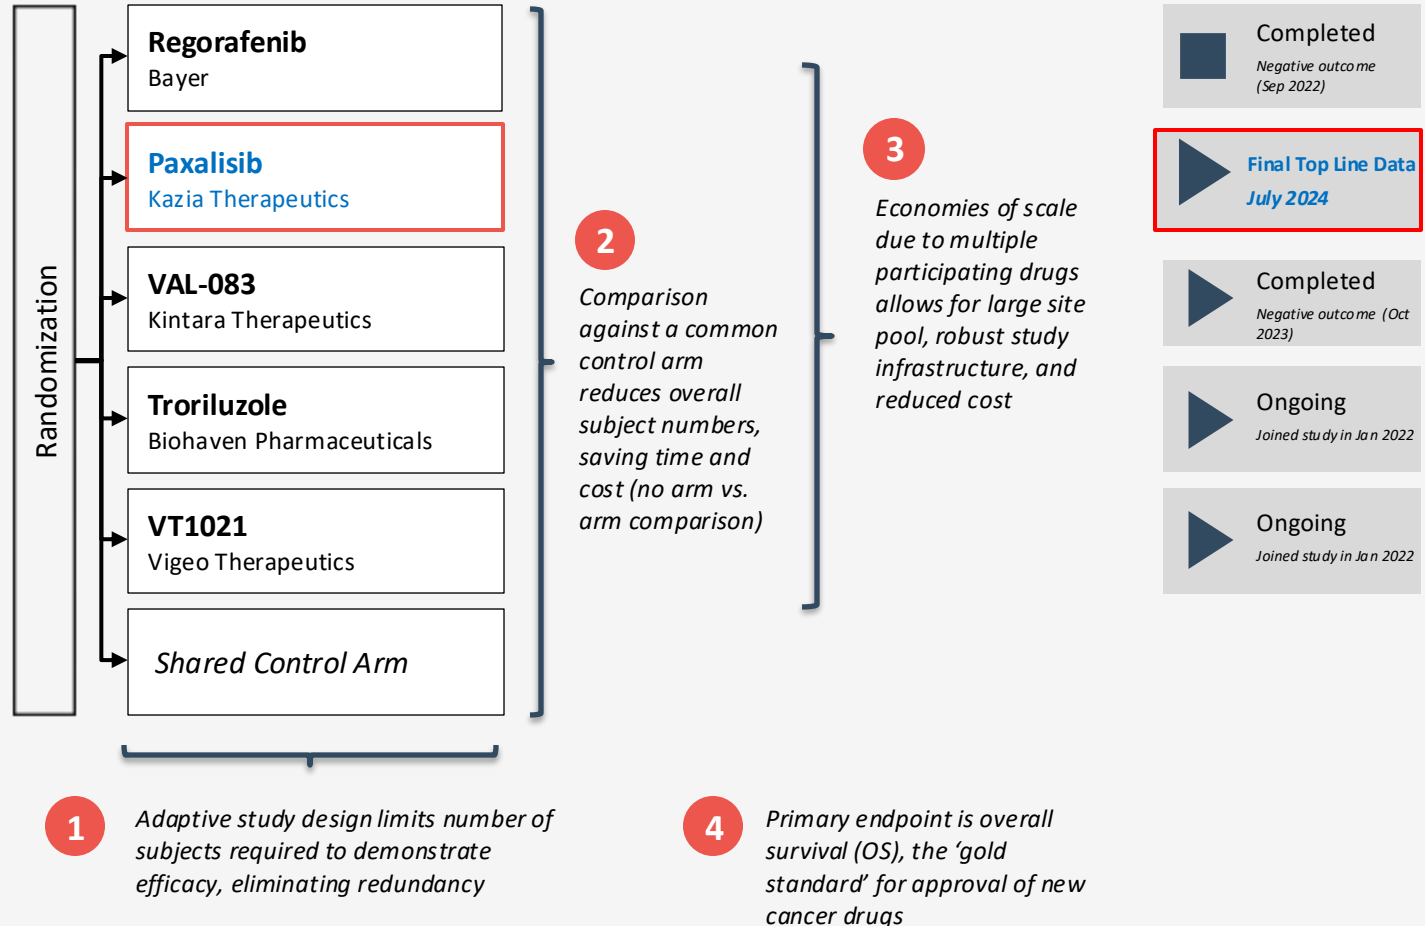 Randomization
Regorafenib
Bayer
Paxalisib
Kazia Therapeutics
VAL-083
Kintara Therapeutics
Troriluzole
Biohaven Pharmaceuticals
VT1021
Vigeo Therapeutics
Shared Control Arm
1
Adaptive study design limits number of
subjects required to demonstrate
efficacy, eliminating redundancy
2
Comparison
against a common
control arm
reduces overall
subject numbers,
saving time and
cost (no arm vs.
arm comparison)
3
Economies of scale
due to multiple
participating drugs
allows for large site
pool, robust study
infrastructure, and
reduced cost
4
Primary endpoint is overall
survival (OS), the ‘gold
standard’ for approval of new
cancer drugs
Completed
Negative outcome
(Sep 2022)
Final Top Line Data
July 2024
Completed
Negative outcome (Oct
2023)
Ongoing
Joined study in Jan 2022
Ongoing
Joined study in Jan 2022